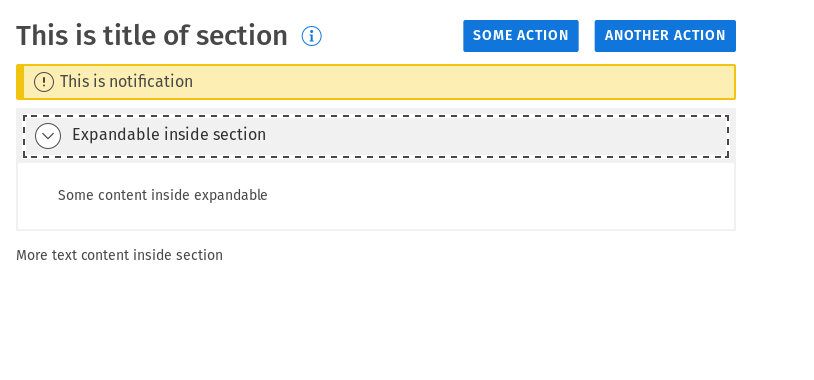 This is title of section
SOME ACTION
ANOTHER ACTION
This is notification
Expandable inside section
Some content inside expandable
More text content inside section